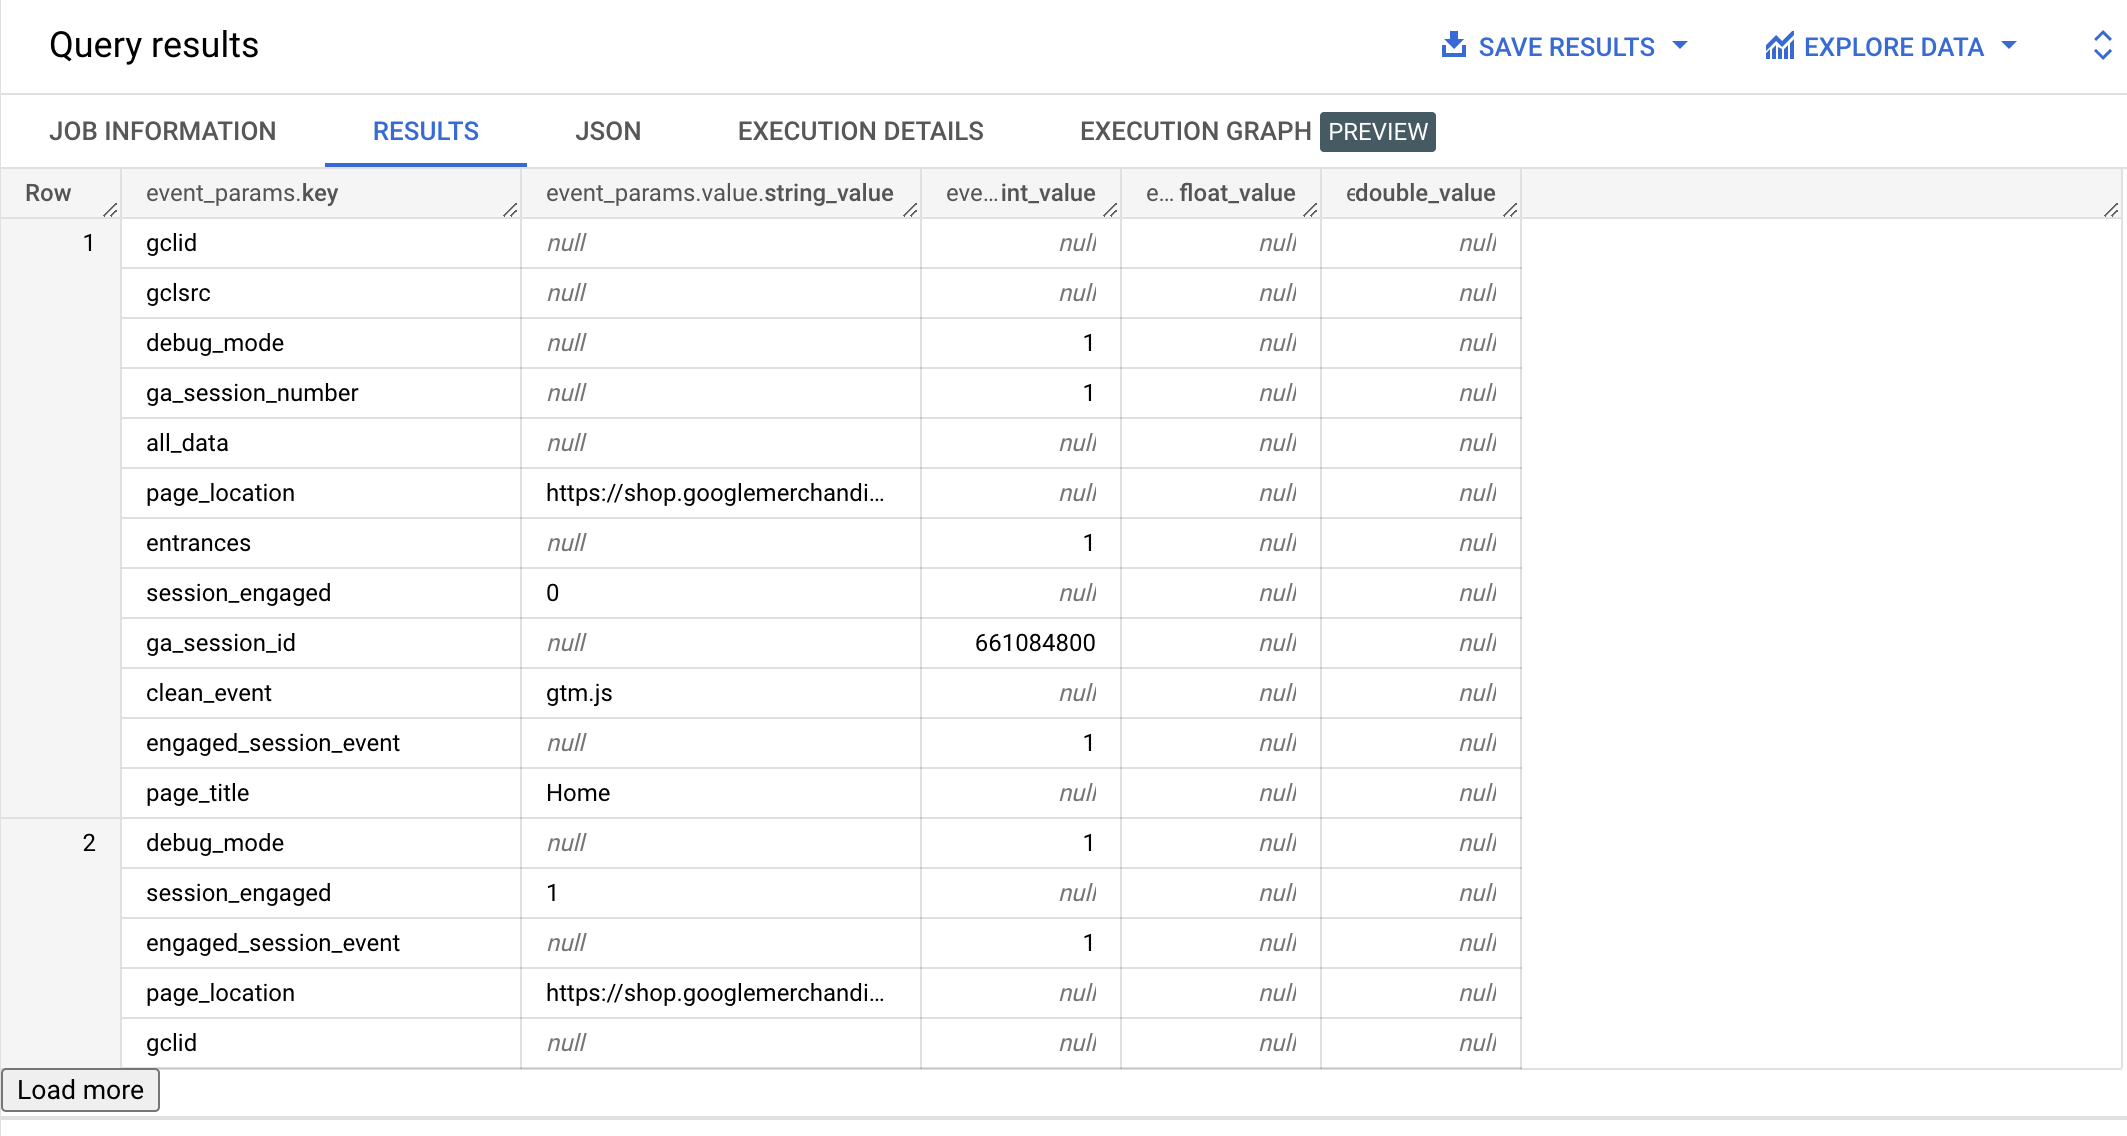 Query results SAVE RESULTS EXPLORE DATA
JOB INFORMATION RESULTS JSON EXECUTION DETAILS EXECUTION GRAPH PREVIEW
Row event_params.key event_params.value.string_value eve...int_value e... float_value edouble_value
1 gclid null null null null
gclsrc null null null null
debug_mode null 1 null null
ga_session_number null 1 null null
all_data null null null null
page_location https://shop.googlemerchandi... null null null
entrances null 1 null null
session_engaged 0 null null null
ga_session_id null 661084800 null null
clean_event gtm.js null null null
engaged_session_event null 1 null null
page_title Home null null null
2 debug_mode null 1 null null
session_engaged 1 null null null
engaged_session_event null 1 null null
page_location https://shop.googlemerchandi... null null null
gclid null null null null
Load more